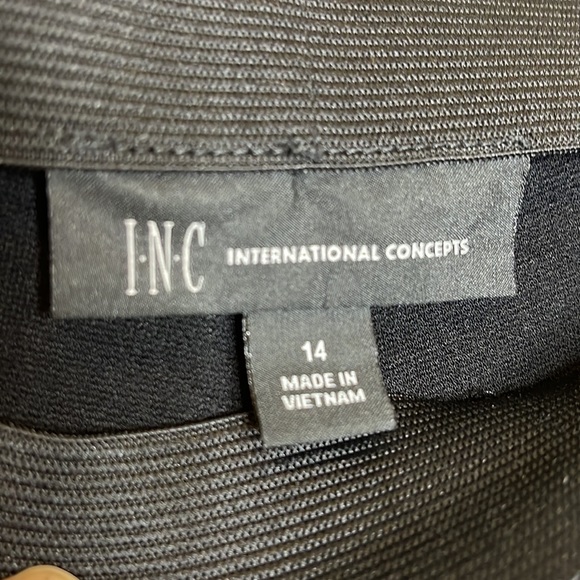 I·N·C INTERNATIONAL CONCEPTS
14
MADE IN
VIETNAM